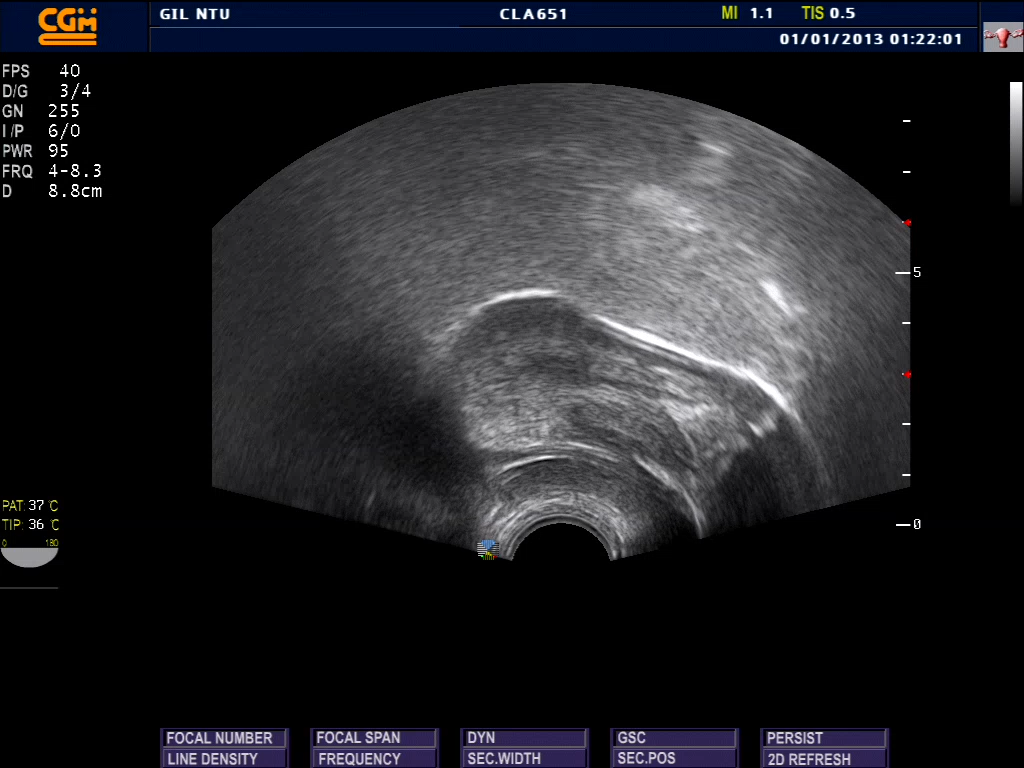 CGM
GIL NTU CLA651 MI 1.1 TIS 0.5
01/01/2013 01:22:01
FPS 40
D/G 3/4
GN 255
I/P 6/0
PWR 95
FRQ 4-8.3
D 8.8cm
5
PAT: 37 °C
TIP: 36 °C
0 180
0
FOCAL NUMBER FOCAL SPAN DYN GSC PERSIST
LINE DENSITY FREQUENCY SEC.WIDTH SEC.POS 2D REFRESH